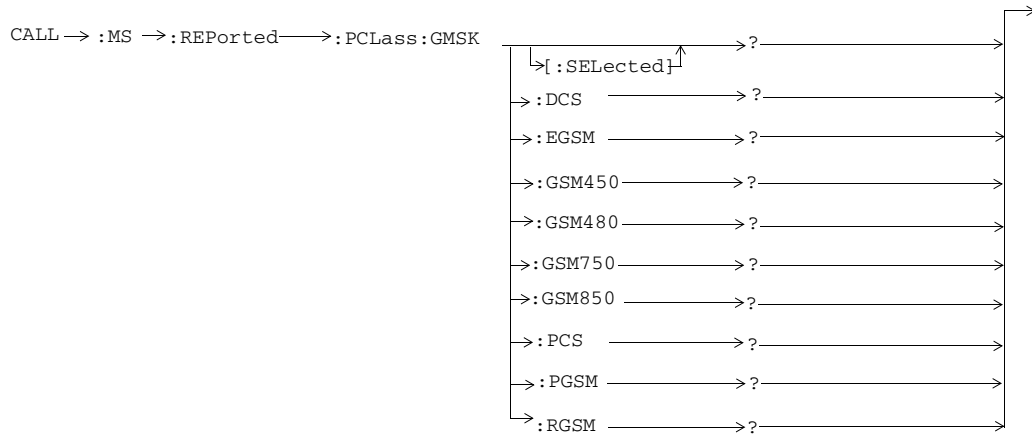 CALL :MS :REPorted :PCLass:GMSK ?
[:SELected]
:DCS ?
:EGSM ?
:GSM450 ?
:GSM480 ?
:GSM750 ?
:GSM850 ?
:PCS ?
:PGSM ?
:RGSM ?